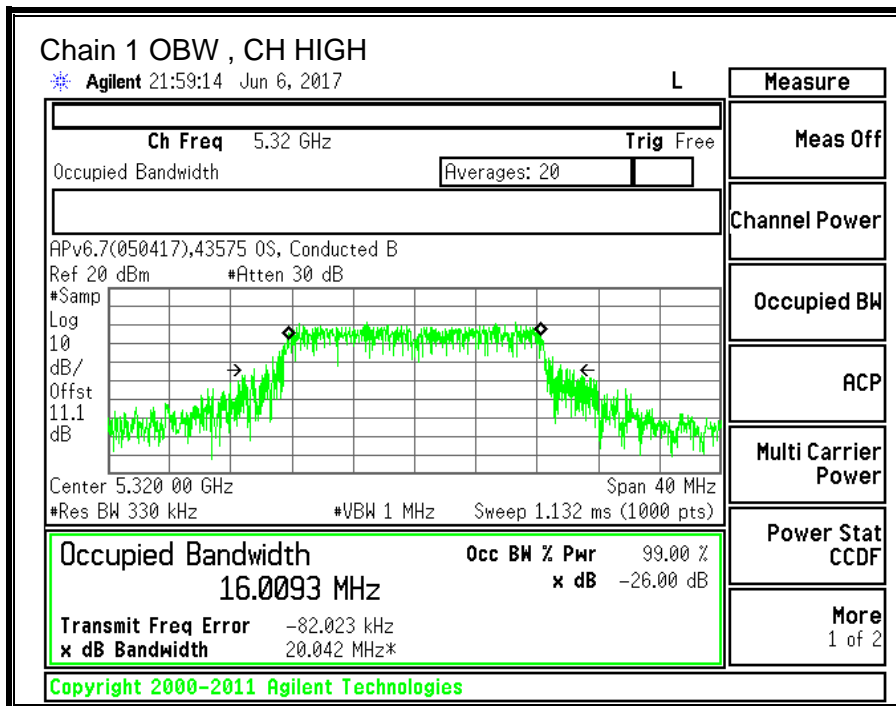 Chain 1 OBW , CH HIGH
Agilent 21:59:14 Jun 6, 2017 L
Measure
Ch Freq 5.32 GHz Trig Free
Occupied Bandwidth Averages: 20
Meas Off
Channel Power
APv6.7(050417),43575 OS, Conducted B
Ref 20 dBm #Atten 30 dB
#Samp
Log
10
dB/
Offst
11.1
dB
Occupied BW
ACP
Center 5.320 00 GHz Span 40 MHz
#Res BW 330 kHz #VBW 1 MHz Sweep 1.132 ms (1000 pts)
Multi Carrier
Power
Occupied Bandwidth Occ BW % Pwr 99.00 %
16.0093 MHz x dB -26.00 dB
Transmit Freq Error -82.023 kHz
x dB Bandwidth 20.042 MHz*
Power Stat
CCDF
More
1 of 2
Copyright 2000-2011 Agilent Technologies